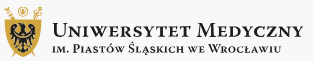 UNIWERSYTET MEDYCZNY
IM. PIASTÓW ŚLĄSKICH WE WROCŁAWIU